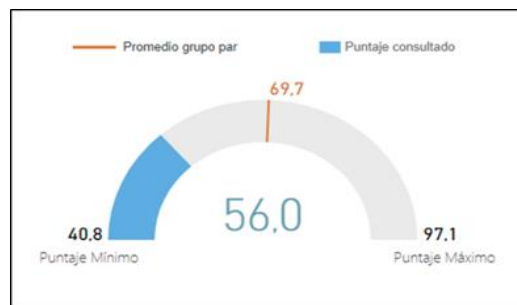 Promedio grupo par
Puntaje consultado
69,7
56,0
40,8
97,1
Puntaje Mínimo
Puntaje Máximo